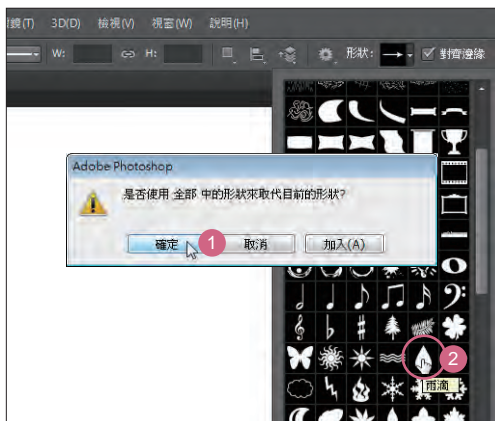 鏡(T) 3D(D) 檢視(V) 視窗(W) 說明(H)
W: H: 形狀: 對齊邊緣
Adobe Photoshop
是否使用 全部 中的形狀來取代目前的形狀?
確定 1 取消 加入(A)
2
雨滴